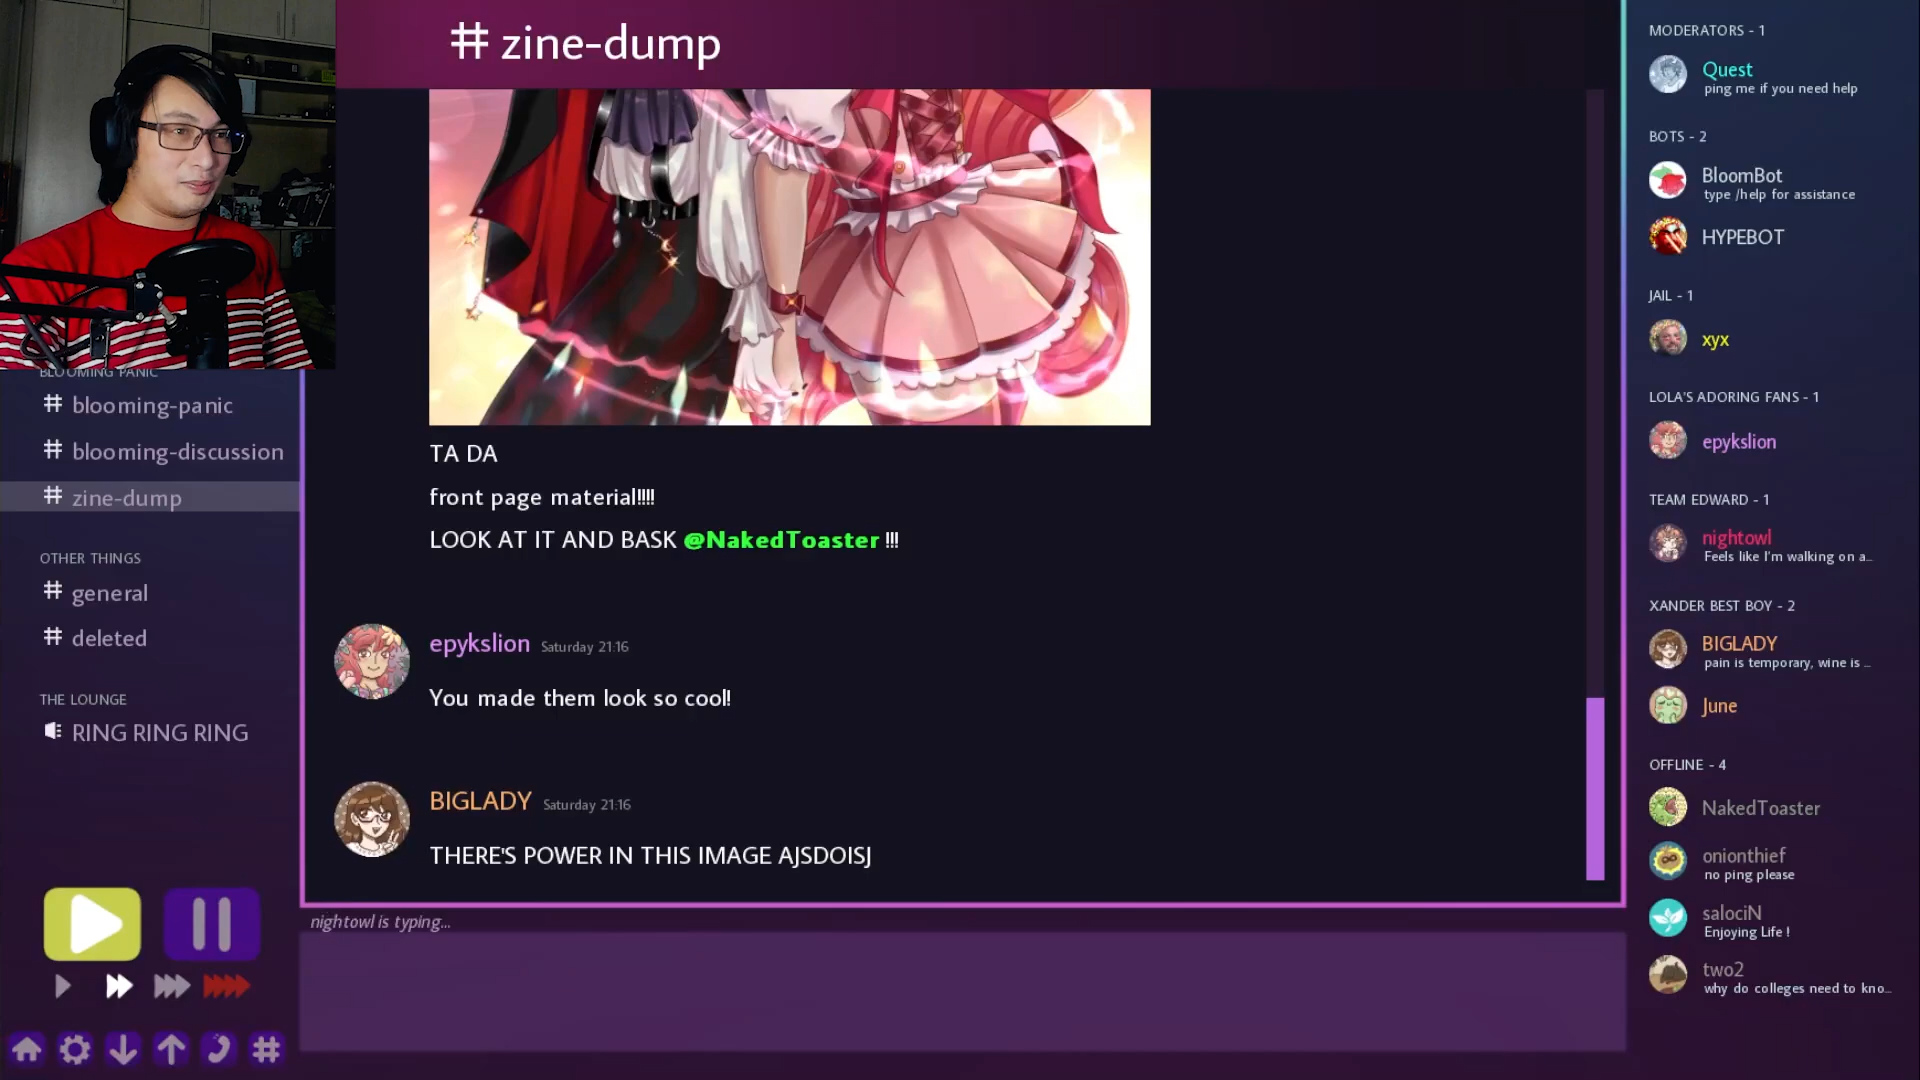 # zine-dump
BLOOMING PANIC
# blooming-panic
# blooming-discussion
# zine-dump
OTHER THINGS
# general
# deleted
THE LOUNGE
RING RING RING
TA DA
front page material!!!!
LOOK AT IT AND BASK @NakedToaster !!!
epykslion Saturday 21:16
You made them look so cool!
BIGLADY Saturday 21:16
THERE'S POWER IN THIS IMAGE AJSDOISJ
nightowl is typing...
MODERATORS - 1
Quest
ping me if you need help
BOTS - 2
BloomBot
type /help for assistance
HYPEBOT
JAIL - 1
xyx
LOLA'S ADORING FANS - 1
epykslion
TEAM EDWARD - 1
nightowl
Feels like I'm walking on a...
XANDER BEST BOY - 2
BIGLADY
pain is temporary, wine is ...
June
OFFLINE - 4
NakedToaster
onionthief
no ping please
salociN
Enjoying Life !
two2
why do colleges need to kno...